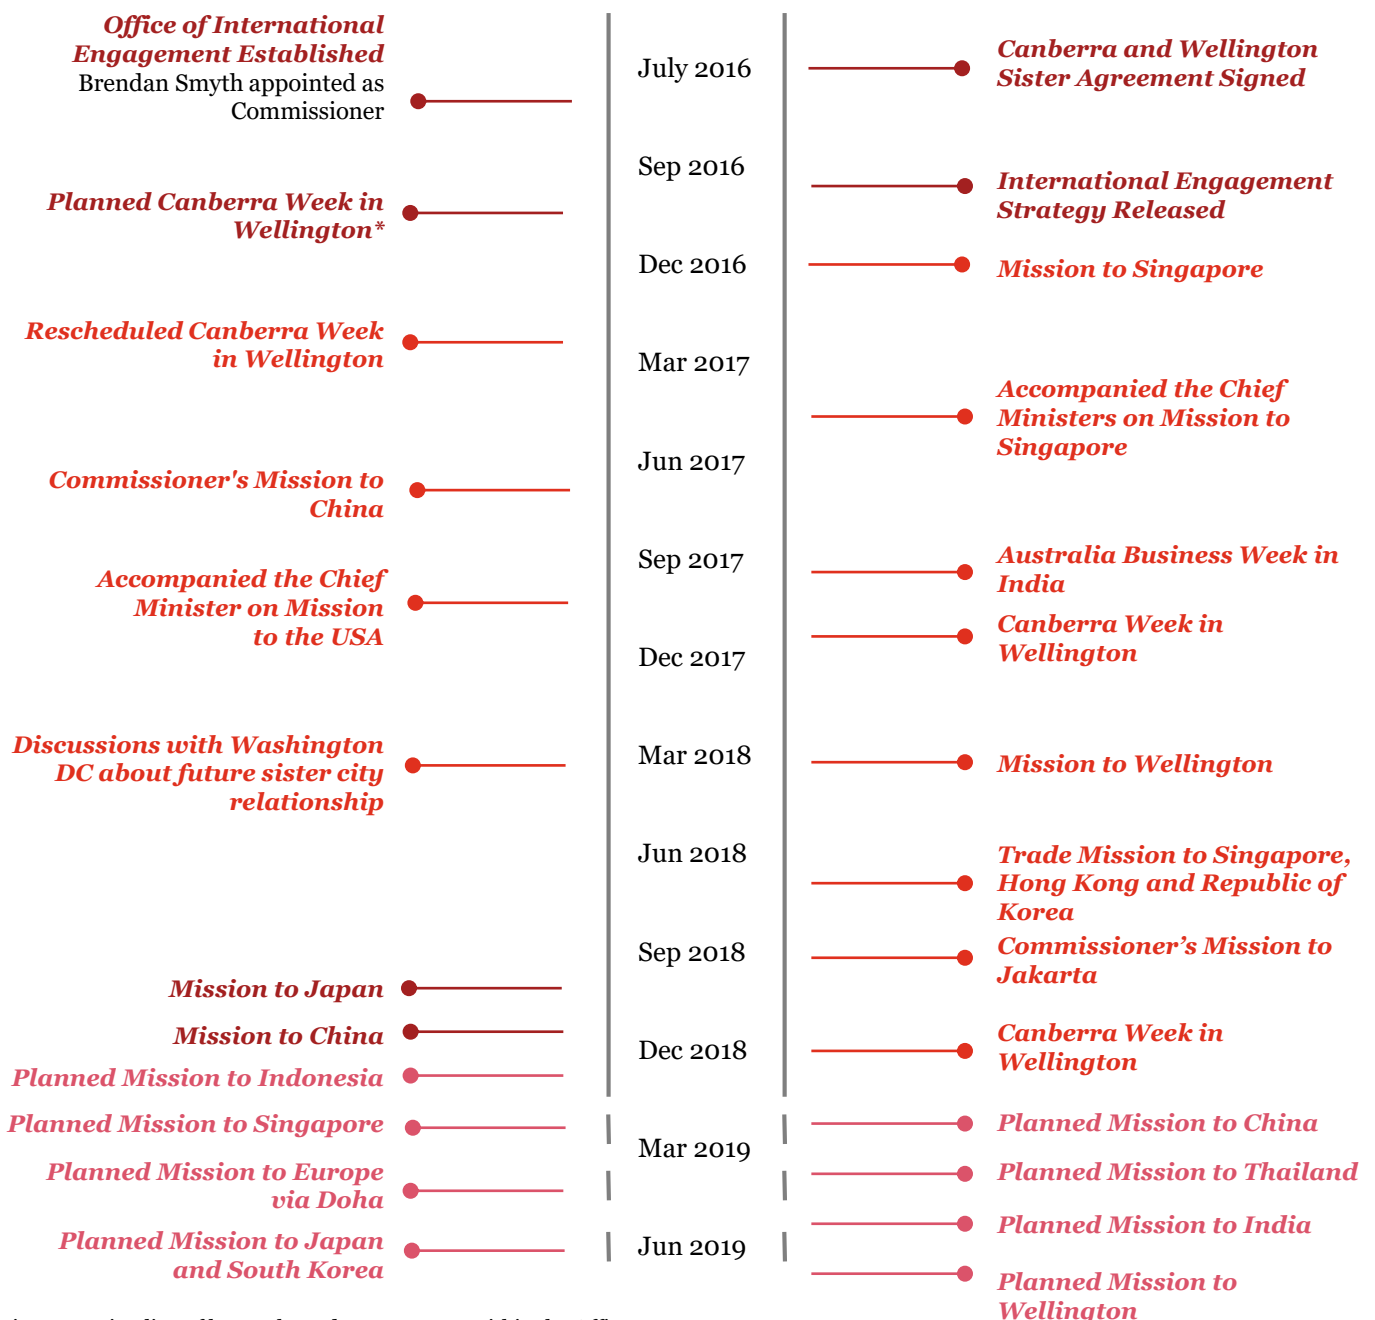 Office of International
Engagement Established
Brendan Smyth appointed as
Commissioner
July 2016
Canberra and Wellington
Sister Agreement Signed
Sep 2016
International Engagement
Strategy Released
Planned Canberra Week in
Wellington*
Dec 2016
Mission to Singapore
Rescheduled Canberra Week
in Wellington
Mar 2017
Accompanied the Chief
Ministers on Mission to
Singapore
Jun 2017
Commissioner's Mission to
China
Sep 2017
Australia Business Week in
India
Accompanied the Chief
Minister on Mission
to the USA
Canberra Week in
Wellington
Dec 2017
Discussions with Washington
DC about future sister city
relationship
Mar 2018
Mission to Wellington
Jun 2018
Trade Mission to Singapore,
Hong Kong and Republic of
Korea
Sep 2018
Commissioner’s Mission to
Jakarta
Mission to Japan
Mission to China
Dec 2018
Canberra Week in
Wellington
Planned Mission to Indonesia
Planned Mission to Singapore
Planned Mission to China
Mar 2019
Planned Mission to Europe
via Doha
Planned Mission to Thailand
Planned Mission to India
Jun 2019
Planned Mission to Japan
and South Korea
Planned Mission to
Wellington